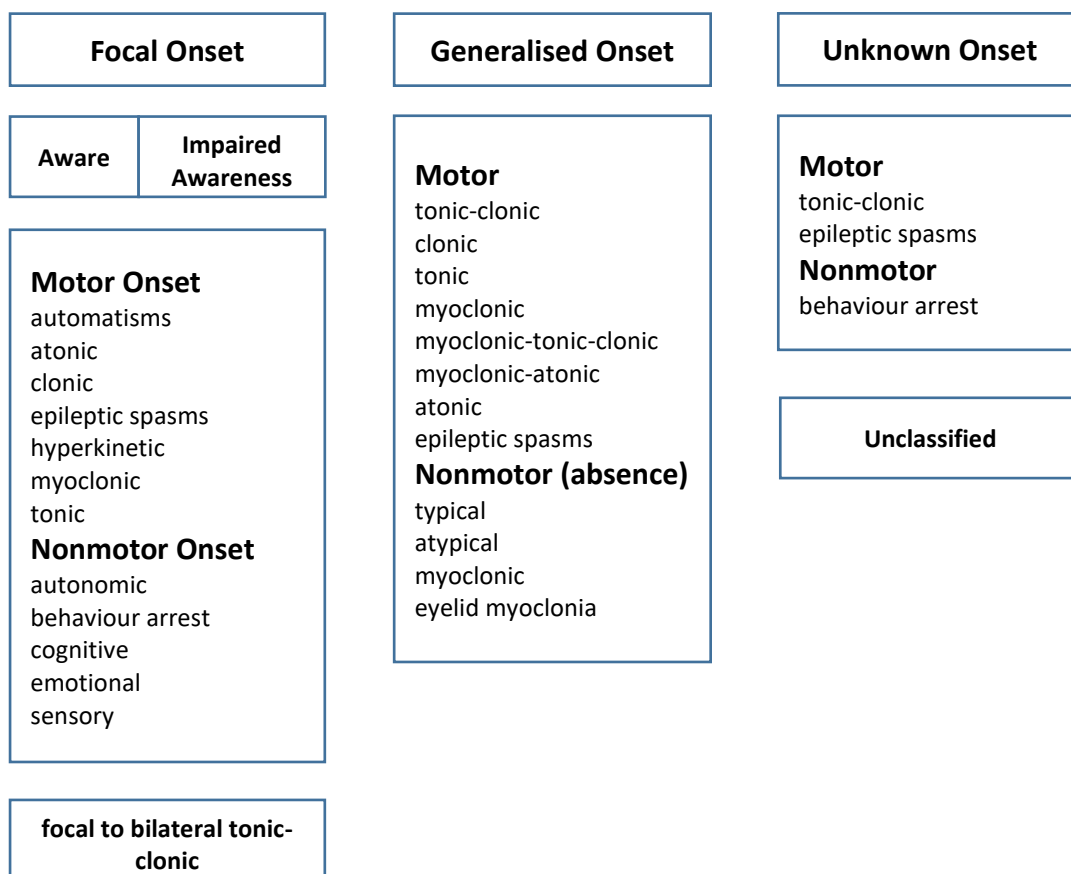 Focal Onset
Aware
Impaired
Awareness
Motor Onset
automatisms
atonic
clonic
epileptic spasms
hyperkinetic
myoclonic
tonic
Nonmotor Onset
autonomic
behaviour arrest
cognitive
emotional
sensory
focal to bilateral tonic-
clonic
Generalised Onset
Motor
tonic-clonic
clonic
tonic
myoclonic
myoclonic-tonic-clonic
myoclonic-atonic
atonic
epileptic spasms
Nonmotor (absence)
typical
atypical
myoclonic
eyelid myoclonia
Unknown Onset
Motor
tonic-clonic
epileptic spasms
Nonmotor
behaviour arrest
Unclassified